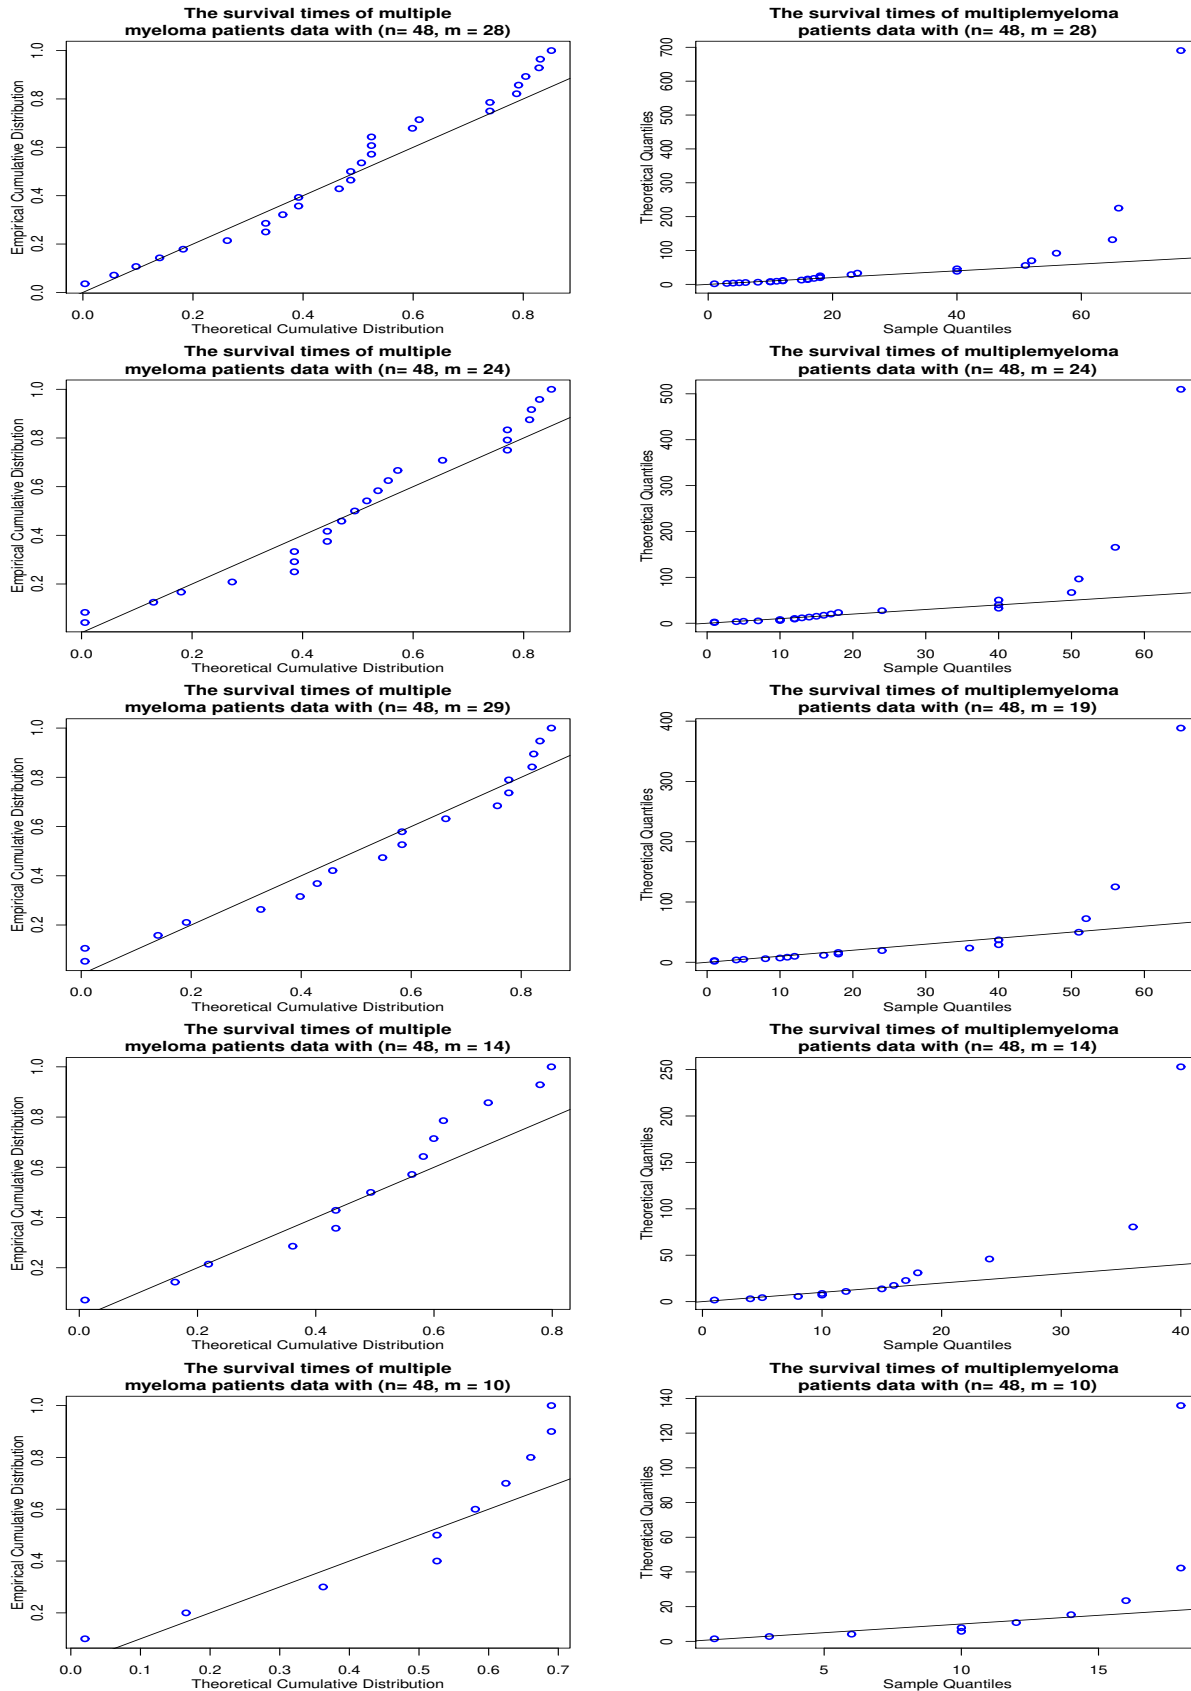 The survival times of multiple
myeloma patients data with (n= 48, m = 28)
Empirical Cumulative Distribution
0.0 0.2 0.4 0.6 0.8 1.0
0.0 0.2 0.4 0.6 0.8
Theoretical Cumulative Distribution
The survival times of multiplemyeloma
patients data with (n= 48, m = 28)
Theoretical Quantiles
0 100 200 300 400 500 600 700
0 20 40 60
Sample Quantiles
The survival times of multiple
myeloma patients data with (n= 48, m = 24)
Empirical Cumulative Distribution
0.2 0.4 0.6 0.8 1.0
0.0 0.2 0.4 0.6 0.8
Theoretical Cumulative Distribution
The survival times of multiplemyeloma
patients data with (n= 48, m = 24)
Theoretical Quantiles
0 100 200 300 400 500
0 10 20 30 40 50 60
Sample Quantiles
The survival times of multiple
myeloma patients data with (n= 48, m = 29)
Empirical Cumulative Distribution
0.2 0.4 0.6 0.8 1.0
0.0 0.2 0.4 0.6 0.8
Theoretical Cumulative Distribution
The survival times of multiplemyeloma
patients data with (n= 48, m = 19)
Theoretical Quantiles
0 100 200 300 400
0 10 20 30 40 50 60
Sample Quantiles
The survival times of multiple
myeloma patients data with (n= 48, m = 14)
Empirical Cumulative Distribution
0.2 0.4 0.6 0.8 1.0
0.0 0.2 0.4 0.6 0.8
Theoretical Cumulative Distribution
The survival times of multiplemyeloma
patients data with (n= 48, m = 14)
Theoretical Quantiles
0 50 100 150 200 250
0 10 20 30 40
Sample Quantiles
The survival times of multiple
myeloma patients data with (n= 48, m = 10)
Empirical Cumulative Distribution
0.2 0.4 0.6 0.8 1.0
0.0 0.1 0.2 0.3 0.4 0.5 0.6 0.7
Theoretical Cumulative Distribution
The survival times of multiplemyeloma
patients data with (n= 48, m = 10)
Theoretical Quantiles
0 20 40 60 80 100 120 140
5 10 15
Sample Quantiles